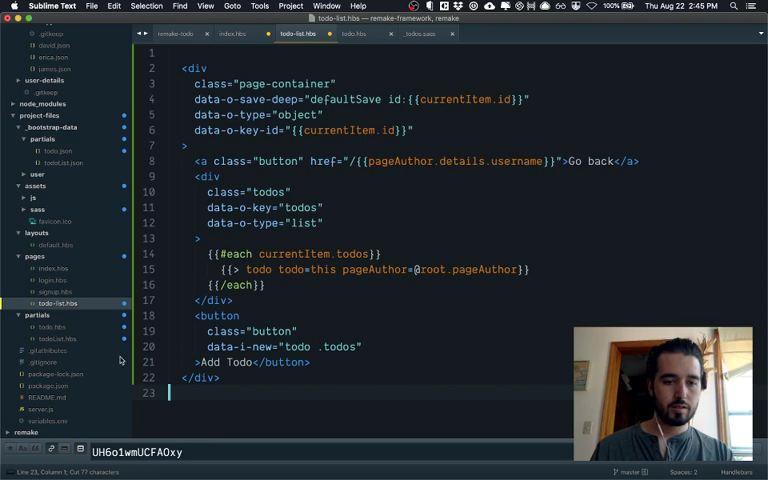 Sublime Text File Edit Selection Find View Goto Tools Project Window Help 100% Thu Aug 22 2:45 PM
todo-list.hbs — remake-framework, remake
remake-todo index.hbs todo-list.hbs todo.hbs _todos.sass
.gitkeep
david.json
erica.json
james.json
user-details
.gitkeep
node_modules
project-files
_bootstrap-data
partials
todo.json
todoList.json
user
assets
js
sass
favicon.ico
layouts
default.hbs
pages
index.hbs
login.hbs
signup.hbs
todo-list.hbs
partials
todo.hbs
todoList.hbs
.gitattributes
.gitignore
package-lock.json
package.json
README.md
server.js
variables.env
remake
1
2 <div
3 class="page-container"
4 data-o-save-deep="defaultSave id:{{currentItem.id}}"
5 data-o-type="object"
6 data-o-key-id="{{currentItem.id}}"
7 >
8 <a class="button" href="/{{pageAuthor.details.username}}">Go back</a>
9 <div
10 class="todos"
11 data-o-key="todos"
12 data-o-type="list"
13 >
14 {{#each currentItem.todos}}
15 {{> todo todo=this pageAuthor=@root.pageAuthor}}
16 {{/each}}
17 </div>
18 <button
19 class="button"
20 data-i-new="todo .todos"
21 >Add Todo</button>
22 </div>
23
UH6o1wmUCFAOxy
Line 23, Column 1; Cut 77 characters master Spaces: 2 Handlebars